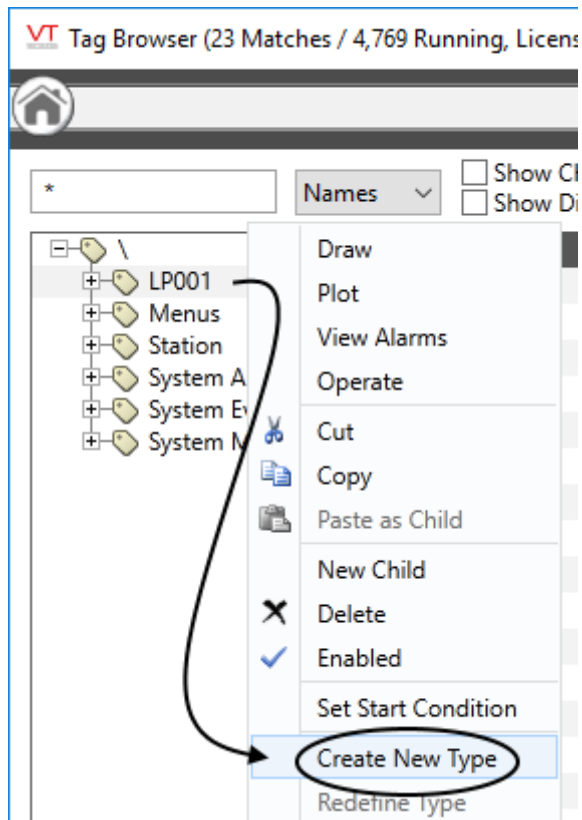 VT Tag Browser (23 Matches / 4,769 Running, Licens
*
Names
Show Cl
Show Di
\
LP001
Menus
Station
System A
System Ev
System M
Draw
Plot
View Alarms
Operate
Cut
Copy
Paste as Child
New Child
Delete
Enabled
Set Start Condition
Create New Type
Redefine Type